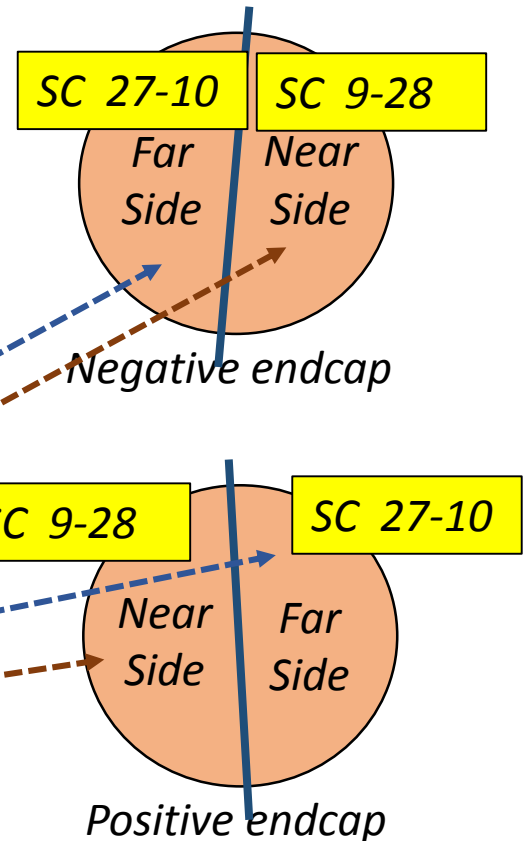 SC 27-10
SC 9-28
Far
Side
Near
Side
Negative endcap
C 9-28
SC 27-10
Near
Side
Far
Side
Positive endcap